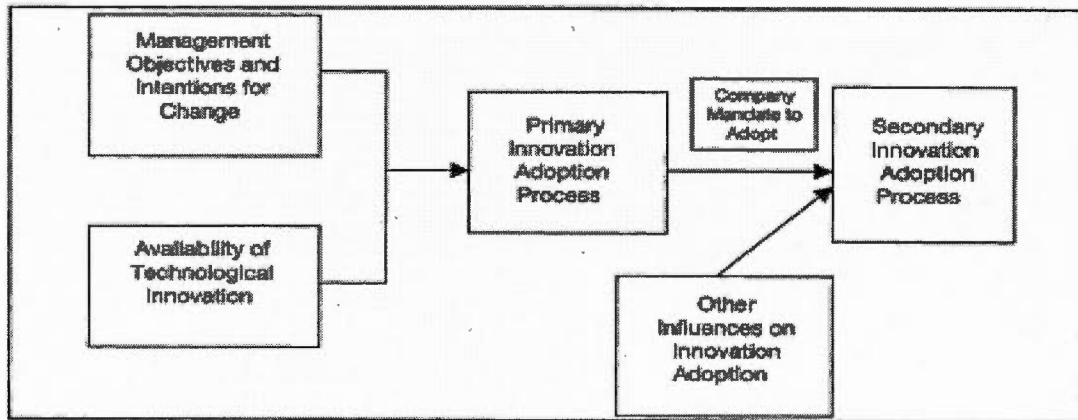 Management
Objectives and
Intentions for
Change
Availability of
Technological
Innovation
Primary
Innovation
Adoption
Process
Company
Mandate to
Adopt
Secondary
Innovation
Adoption
Process
Other
Influences on
Innovation
Adoption